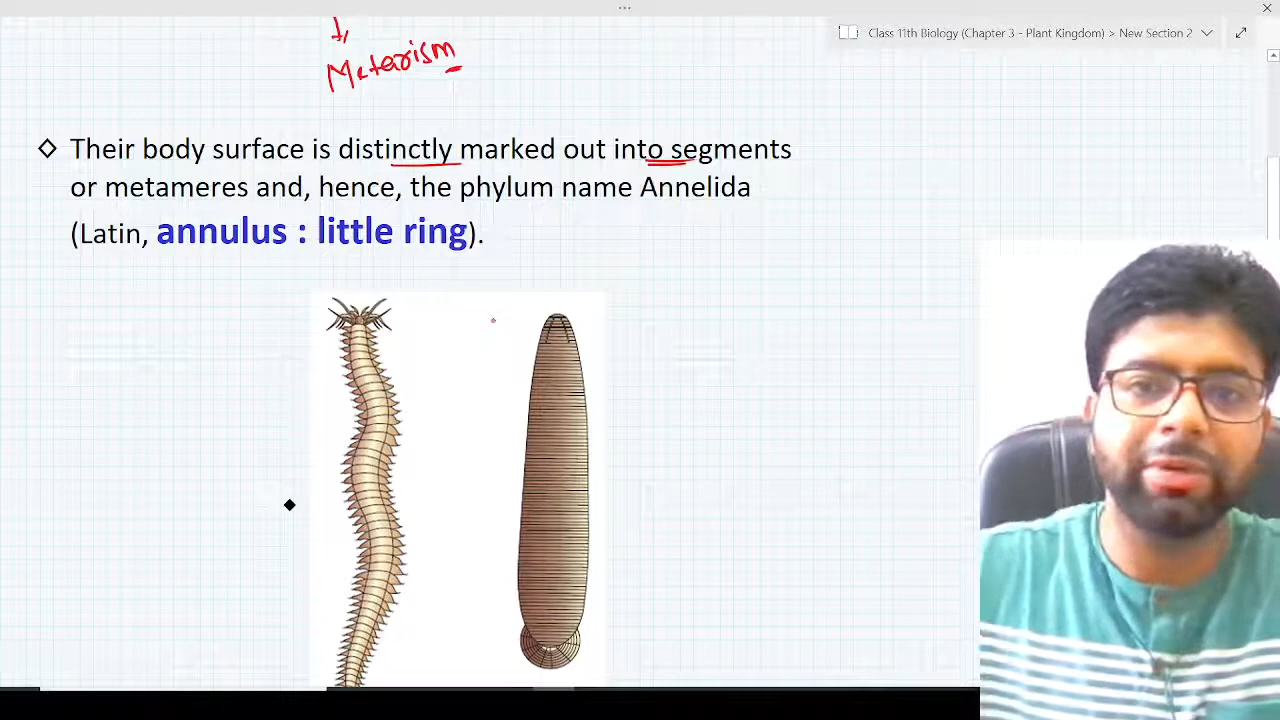 Class 11th Biology (Chapter 3 - Plant Kingdom) > New Section 2
Metarism
Their body surface is distinctly marked out into segments
or metameres and, hence, the phylum name Annelida
(Latin, annulus : little ring).